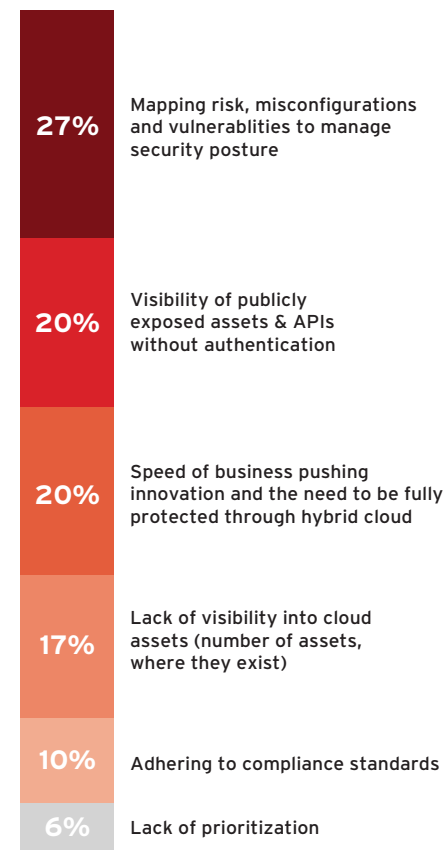 27%
Mapping risk, misconfigurations
and vulnerablities to manage
security posture
20%
Visibility of publicly
exposed assets & APIs
without authentication
20%
Speed of business pushing
innovation and the need to be fully
protected through hybrid cloud
17%
Lack of visibility into cloud
assets (number of assets,
where they exist)
10%
Adhering to compliance standards
6%
Lack of prioritization